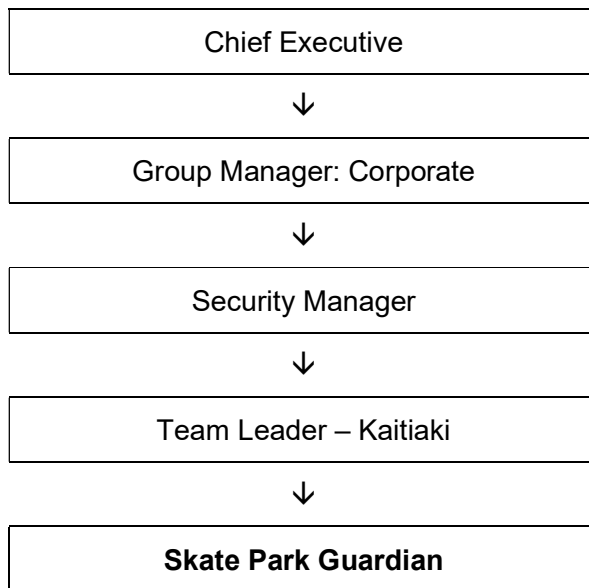 Chief Executive
↓
Group Manager: Corporate
↓
Security Manager
↓
Team Leader – Kaitiaki
↓
Skate Park Guardian